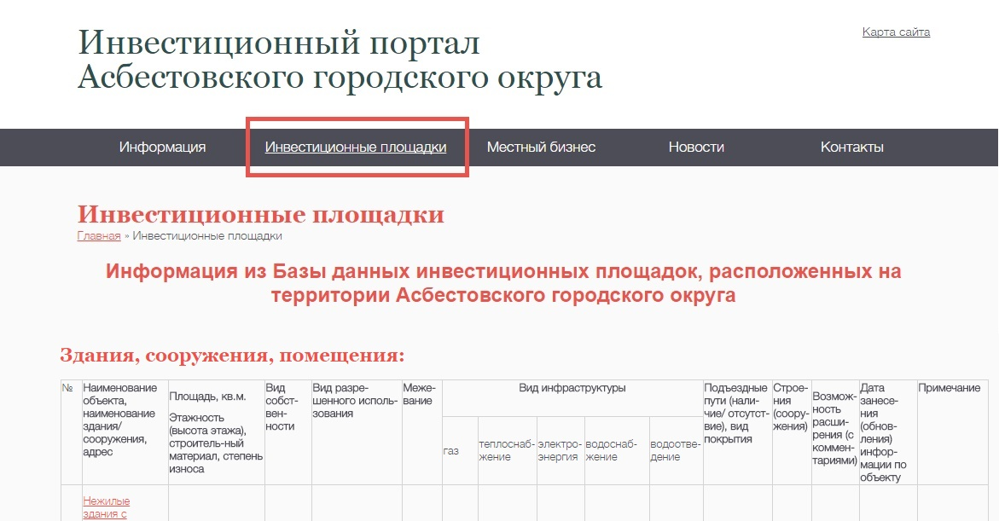 Инвестиционный портал
Асбестовского городского округа
Карта сайта
Информация
Инвестиционные площадки
Местный бизнес
Новости
Контакты
Инвестиционные площадки
Главная » Инвестиционные площадки
Информация из Базы данных инвестиционных площадок, расположенных на
территории Асбестовского городского округа
Здания, сооружения, помещения:
№
Наименование
объекта,
наименование
здания/
сооружения,
адрес
Площадь, кв.м.
Этажность
(высота этажа),
строитель-ный
материал, степень
износа
Вид
собст-
вен-
ности
Вид разре-
шенного исполь-
зования
Меже-
вание
Вид инфраструктуры
газ
теплоснаб-
жение
электро-
энергия
водоснаб-
жение
водоотве-
дение
Подъездные
пути (нали-
чие/ отсутст-
вие), вид
покрытия
Строе-
ния
(соору-
жения)
Возмож-
ность
расши-
рения (с
коммен-
тариями)
Дата
занесе-
ния
(обнов-
ления)
инфор-
мации по
объекту
Примечание
Нежилые
здания с